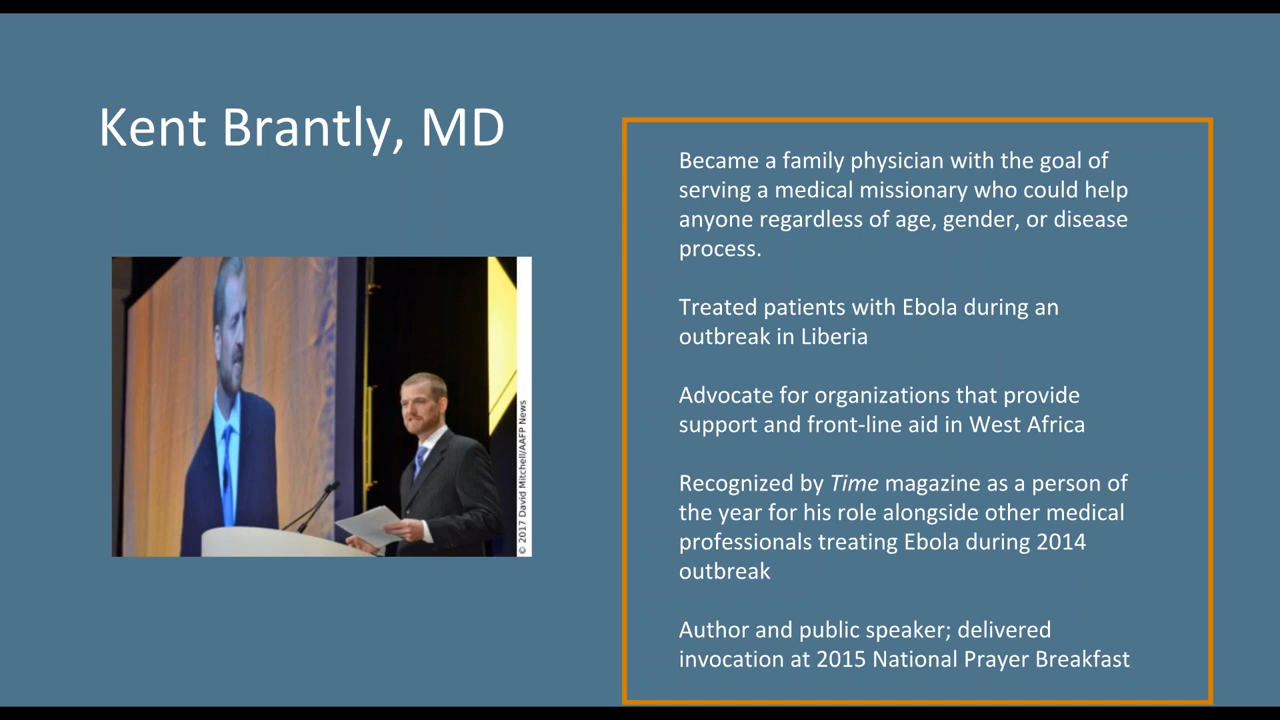 Kent Brantly, MD
Became a family physician with the goal of
serving a medical missionary who could help
anyone regardless of age, gender, or disease
process.
Treated patients with Ebola during an
outbreak in Liberia
Advocate for organizations that provide
support and front-line aid in West Africa
Recognized by Time magazine as a person of
the year for his role alongside other medical
professionals treating Ebola during 2014
outbreak
Author and public speaker; delivered
invocation at 2015 National Prayer Breakfast
© 2017 David Mitchell/AAFP News